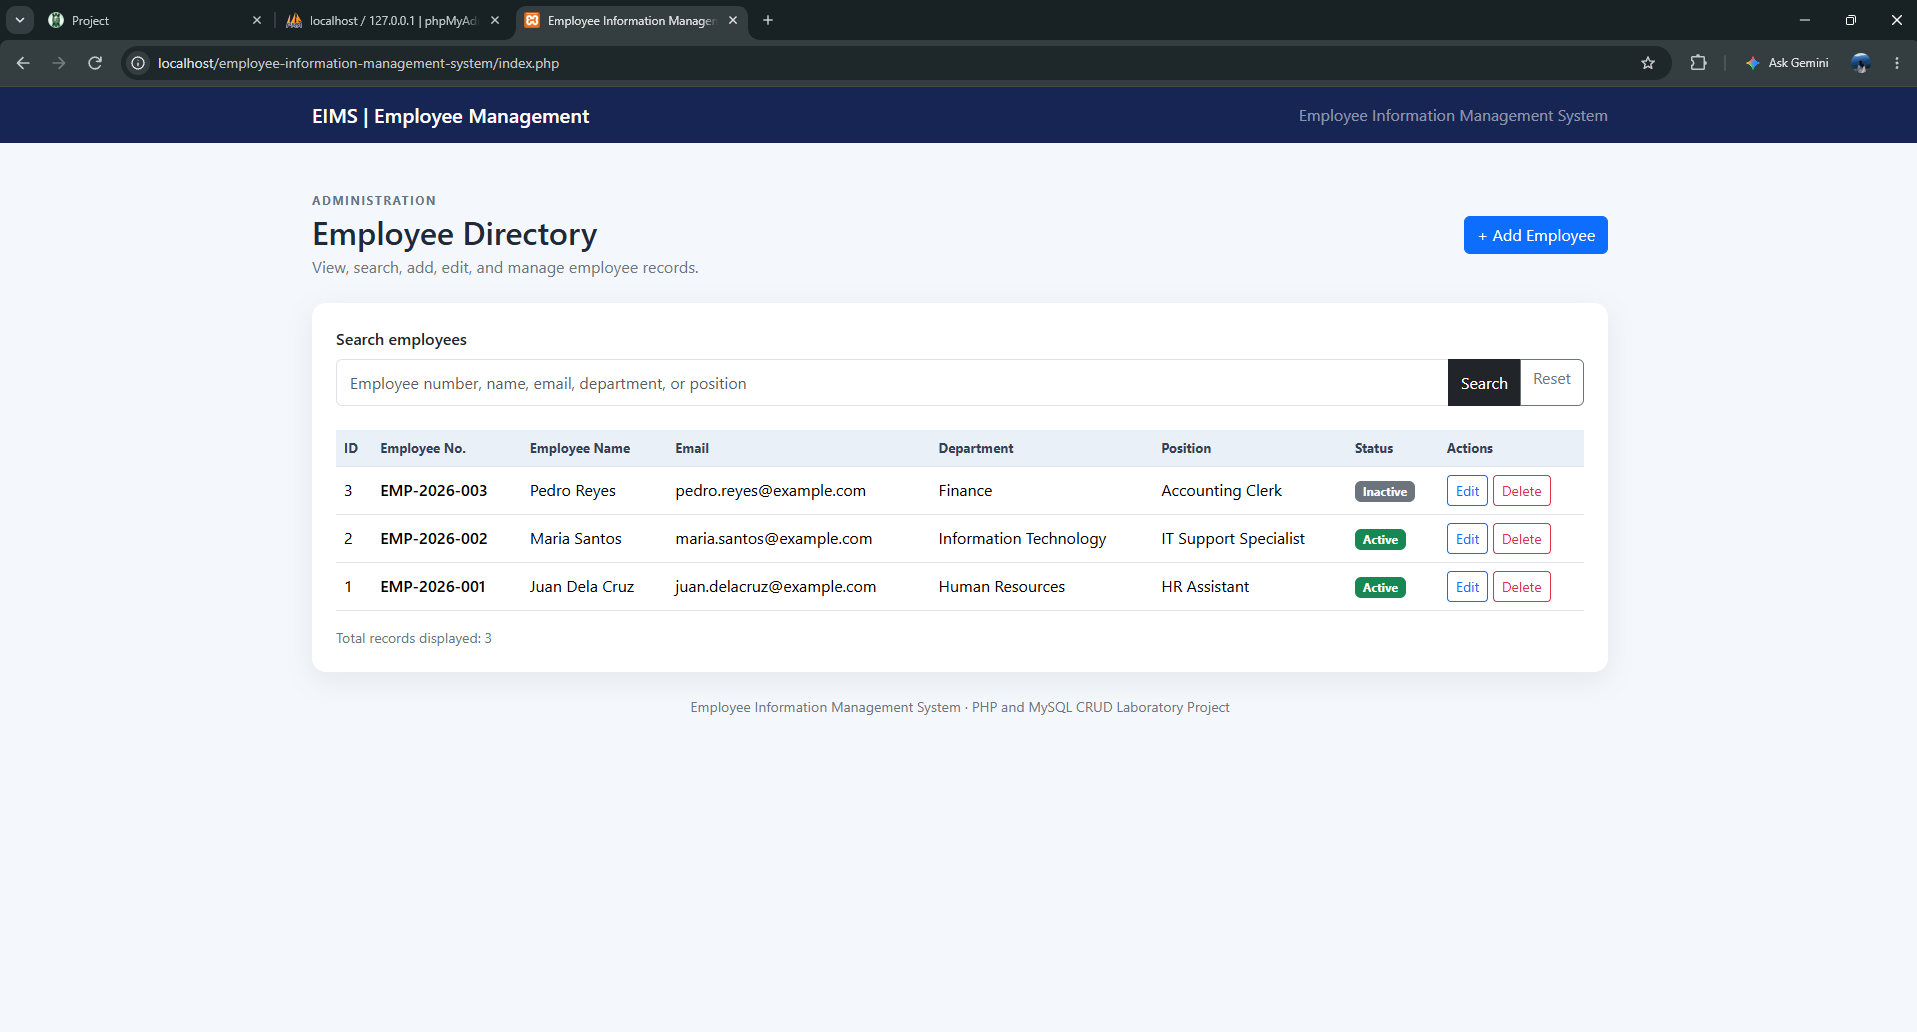 Project
localhost / 127.0.0.1 | phpMyAd
Employee Information Manager
localhost/employee-information-management-system/index.php
Ask Gemini
EIMS | Employee Management
Employee Information Management System
ADMINISTRATION
Employee Directory
+ Add Employee
View, search, add, edit, and manage employee records.
Search employees
Employee number, name, email, department, or position
Search
Reset
ID Employee No. Employee Name Email Department Position Status Actions
3 EMP-2026-003 Pedro Reyes pedro.reyes@example.com Finance Accounting Clerk Inactive Edit Delete
2 EMP-2026-002 Maria Santos maria.santos@example.com Information Technology IT Support Specialist Active Edit Delete
1 EMP-2026-001 Juan Dela Cruz juan.delacruz@example.com Human Resources HR Assistant Active Edit Delete
Total records displayed: 3
Employee Information Management System · PHP and MySQL CRUD Laboratory Project